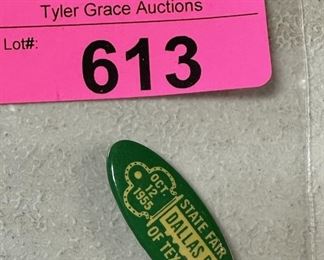 Tyler Grace Auctions
Lot#:
613
OCT.
12
1955
STATE FAIR
DALLAS
OF TEX